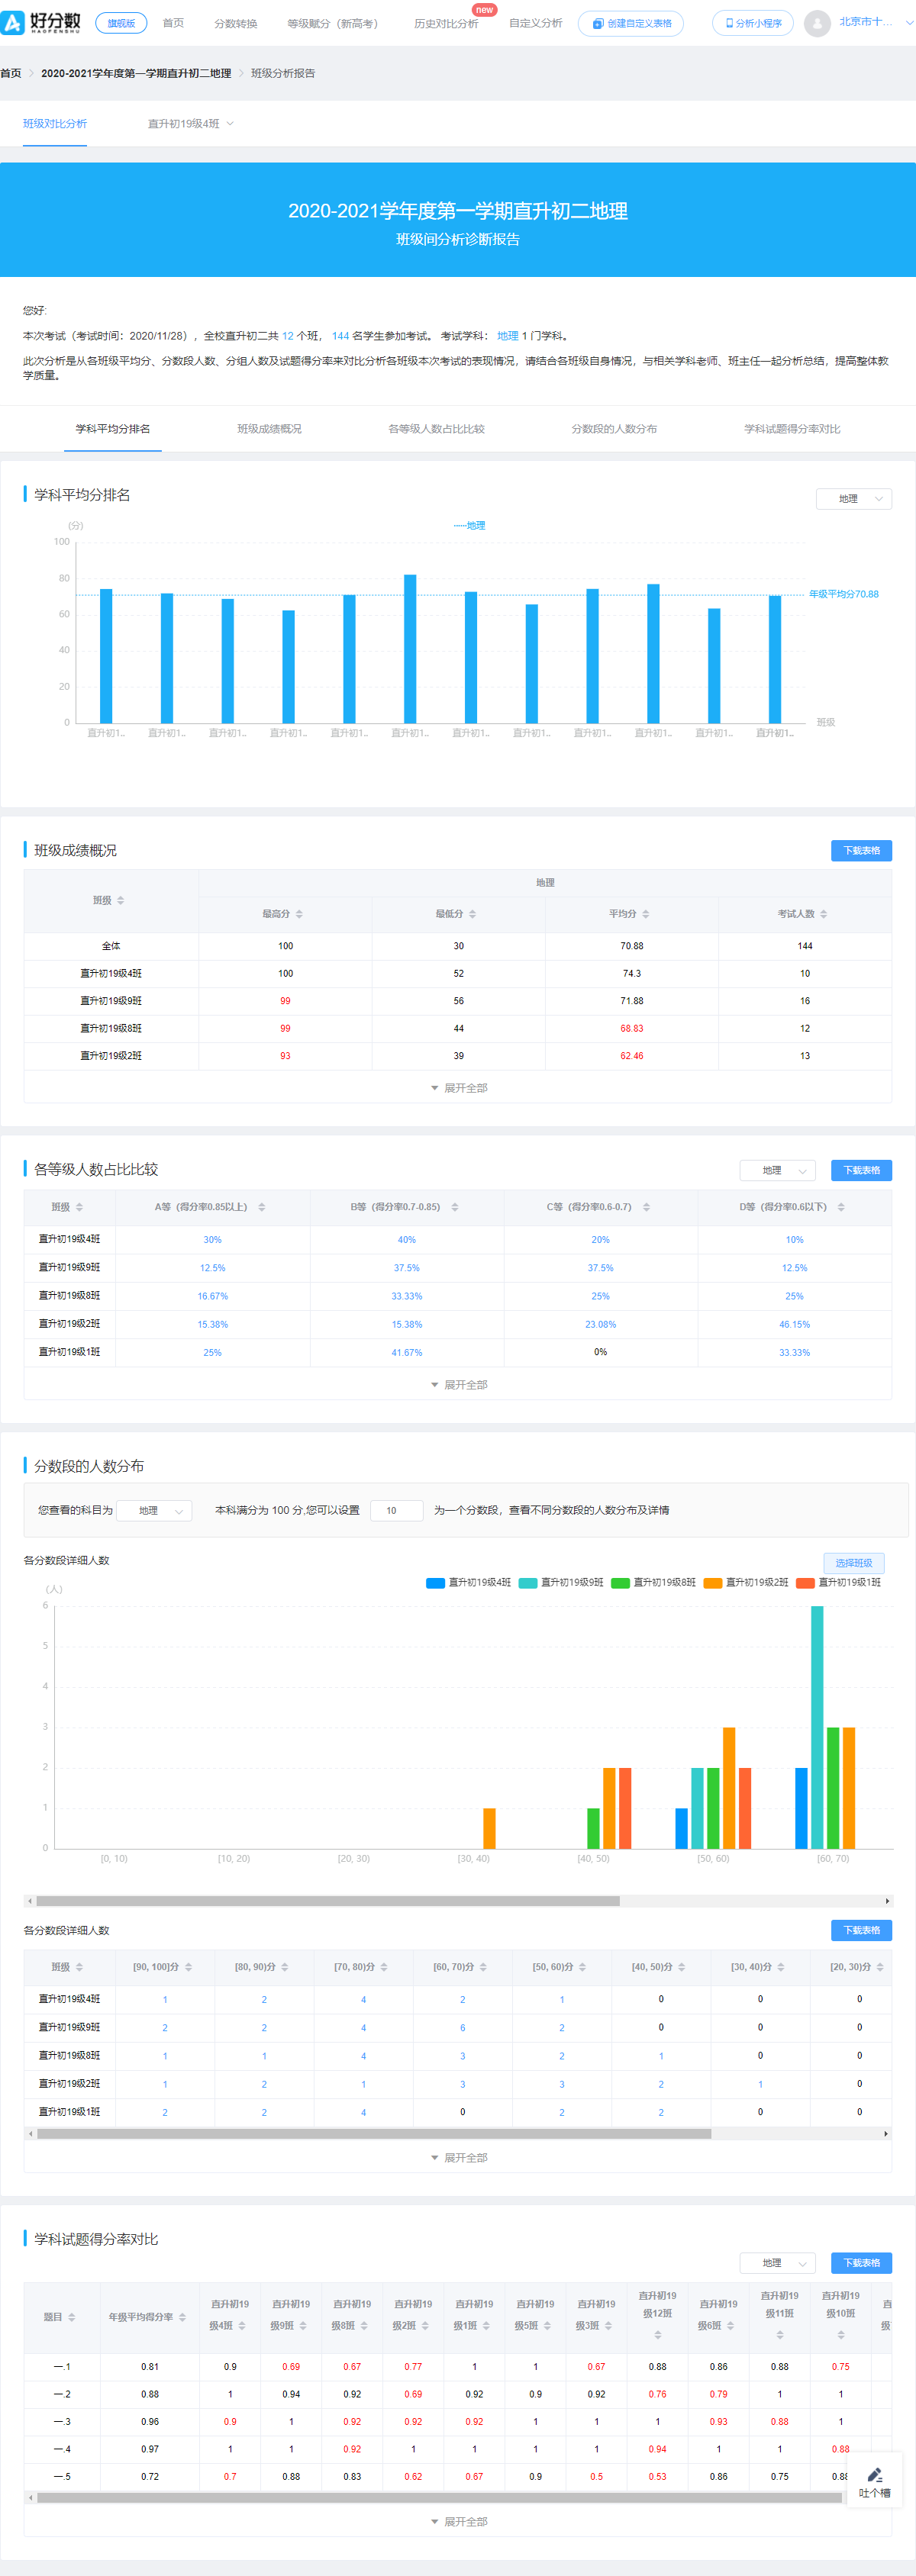 好分数
HAOFENSHU
旗舰版 首页 分数转换 等级赋分（新高考） 历史对比分析 new 自定义分析 创建自定义表格 分析小程序 北京市十...
首页 2020-2021学年度第一学期直升初二地理 班级分析报告
班级对比分析 直升初19级4班
2020-2021学年度第一学期直升初二地理
班级间分析诊断报告
您好:
本次考试（考试时间：2020/11/28），全校直升初二共 12 个班， 144 名学生参加考试。 考试学科： 地理 1 门学科。
此次分析是从各班级平均分、分数段人数、分组人数及试题得分率来对比分析各班级本次考试的表现情况，请结合各班级自身情况，与相关学科老师、班主任一起分析总结，提高整体教
学质量。
学科平均分排名 班级成绩概况 各等级人数占比比较 分数段的人数分布 学科试题得分率对比
学科平均分排名
地理
(分) 地理
100
80
年级平均分70.88
60
40
20
0 班级
直升初1... 直升初1... 直升初1... 直升初1... 直升初1... 直升初1... 直升初1... 直升初1... 直升初1... 直升初1... 直升初1... 直升初1...
班级成绩概况 下载表格
班级 地理
最高分 最低分 平均分 考试人数
全体 100 30 70.88 144
直升初19级4班 100 52 74.3 10
直升初19级9班 99 56 71.88 16
直升初19级8班 99 44 68.83 12
直升初19级2班 93 39 62.46 13
展开全部
各等级人数占比比较 地理 下载表格
班级 A等（得分率0.85以上） B等（得分率0.7-0.85） C等（得分率0.6-0.7） D等（得分率0.6以下）
直升初19级4班 30% 40% 20% 10%
直升初19级9班 12.5% 37.5% 37.5% 12.5%
直升初19级8班 16.67% 33.33% 25% 25%
直升初19级2班 15.38% 15.38% 23.08% 46.15%
直升初19级1班 25% 41.67% 0% 33.33%
展开全部
分数段的人数分布
您查看的科目为 地理 本科满分为 100 分,您可以设置 10 为一个分数段，查看不同分数段的人数分布及详情
各分数段详细人数 选择班级
（人） 直升初19级4班 直升初19级9班 直升初19级8班 直升初19级2班 直升初19级1班
6
5
4
3
2
1
0
[0, 10) [10, 20) [20, 30) [30, 40) [40, 50) [50, 60) [60, 70)
各分数段详细人数 下载表格
班级 [90, 100]分 [80, 90)分 [70, 80)分 [60, 70)分 [50, 60)分 [40, 50)分 [30, 40)分 [20, 30)分
直升初19级4班 1 2 4 2 1 0 0 0
直升初19级9班 2 2 4 6 2 0 0 0
直升初19级8班 1 1 4 3 2 1 0 0
直升初19级2班 1 2 1 3 3 2 1 0
直升初19级1班 2 2 4 0 2 2 0 0
展开全部
学科试题得分率对比
地理 下载表格
题目 年级平均得分率 直升初19级4班 直升初19级9班 直升初19级8班 直升初19级2班 直升初19级1班 直升初19级5班 直升初19级3班 直升初19级12班 直升初19级6班 直升初19级11班 直升初19级10班 直
一.1 0.81 0.9 0.69 0.67 0.77 1 1 0.67 0.88 0.86 0.88 0.75
一.2 0.88 1 0.94 0.92 0.69 0.92 0.9 0.92 0.76 0.79 1 1
一.3 0.96 0.9 1 0.92 0.92 0.92 1 1 1 0.93 0.88 1
一.4 0.97 1 1 0.92 1 1 1 1 0.94 1 1 0.88
一.5 0.72 0.7 0.88 0.83 0.62 0.67 0.9 0.5 0.53 0.86 0.75 0.88
吐个槽
展开全部